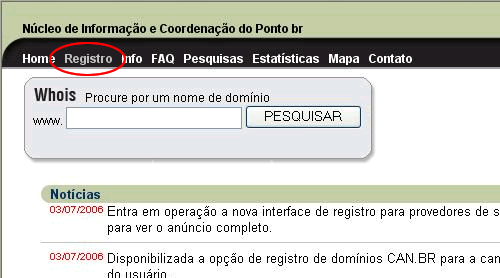 Núcleo de Informação e Coordenação do Ponto br
Home Registro Info FAQ Pesquisas Estatísticas Mapa Contato
Whois Procure por um nome de domínio
www. PESQUISAR
Notícias
03/07/2006 Entra em operação a nova interface de registro para provedores de s
para ver o anúncio completo.
03/07/2006 Disponibilizada a opção de registro de domínios CAN.BR para a can
do usuário.